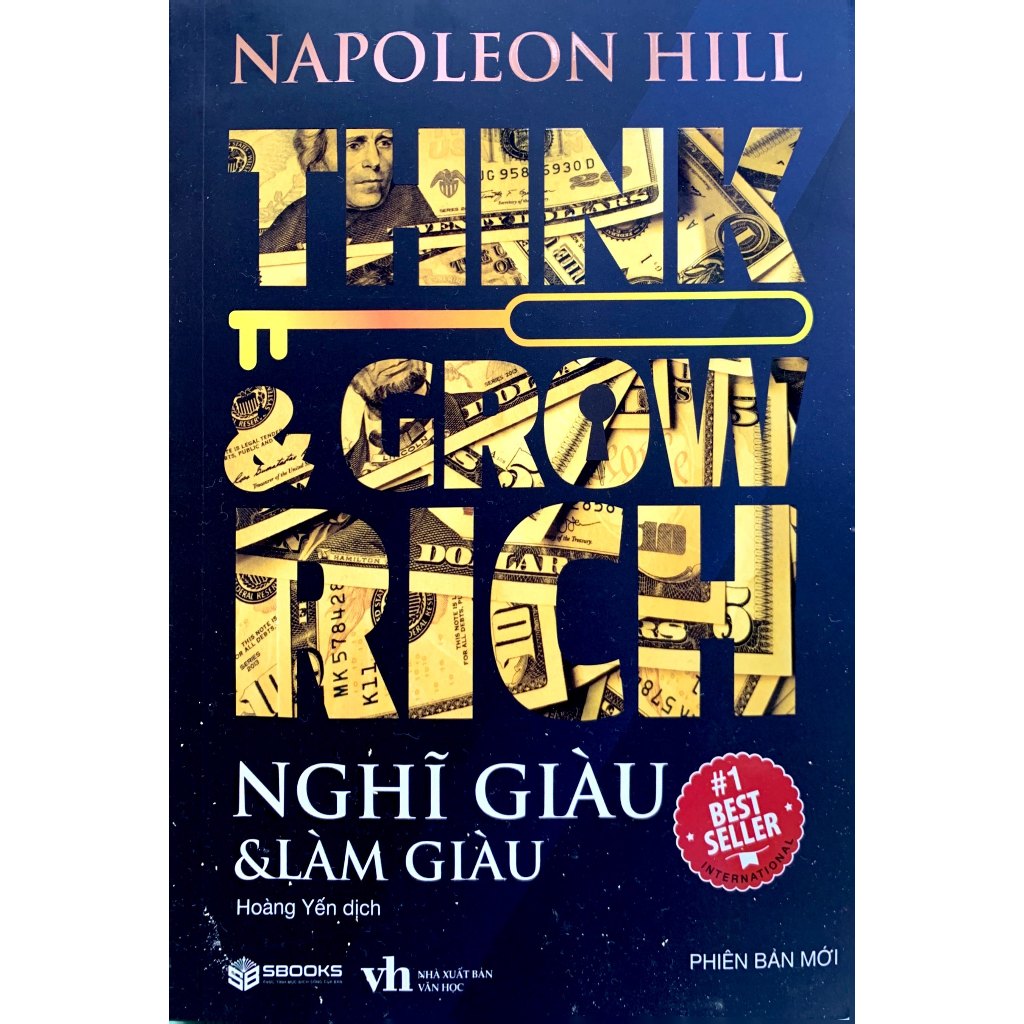 NAPOLEON HILL
THINK
& GROW
RICH
NGHĨ GIÀU
& LÀM GIÀU
Hoàng Yến dịch
#1
BEST
SELLER
INTERNATIONAL
SBOOKS
vh
NHÀ XUẤT BẢN
VĂN HỌC
PHIÊN BẢN MỚI